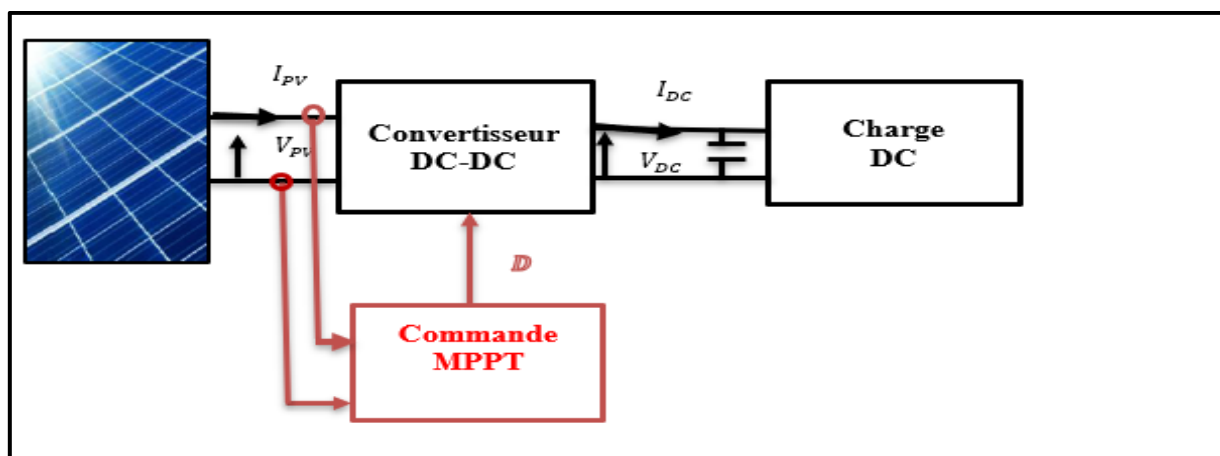 I_PV
V_PV
Convertisseur
DC-DC
I_DC
V_DC
Charge
DC
D
Commande
MPPT